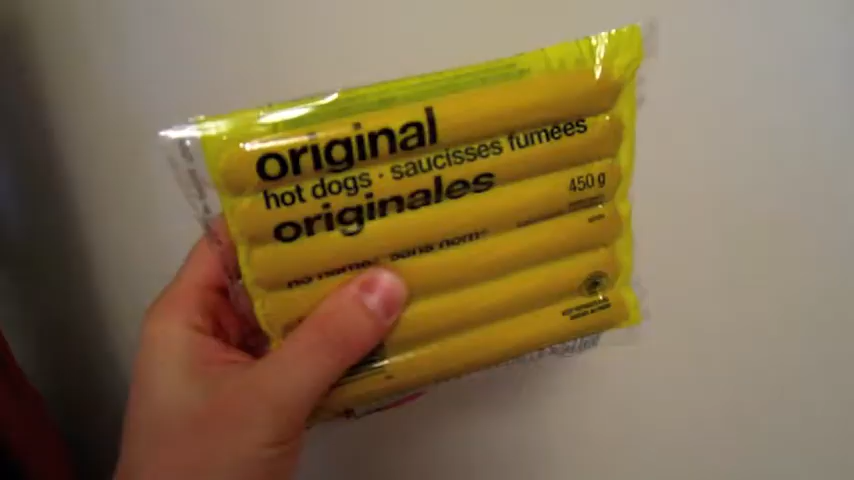 original
hot dogs · saucisses fumées
originales
450 g
no name® sans nom®